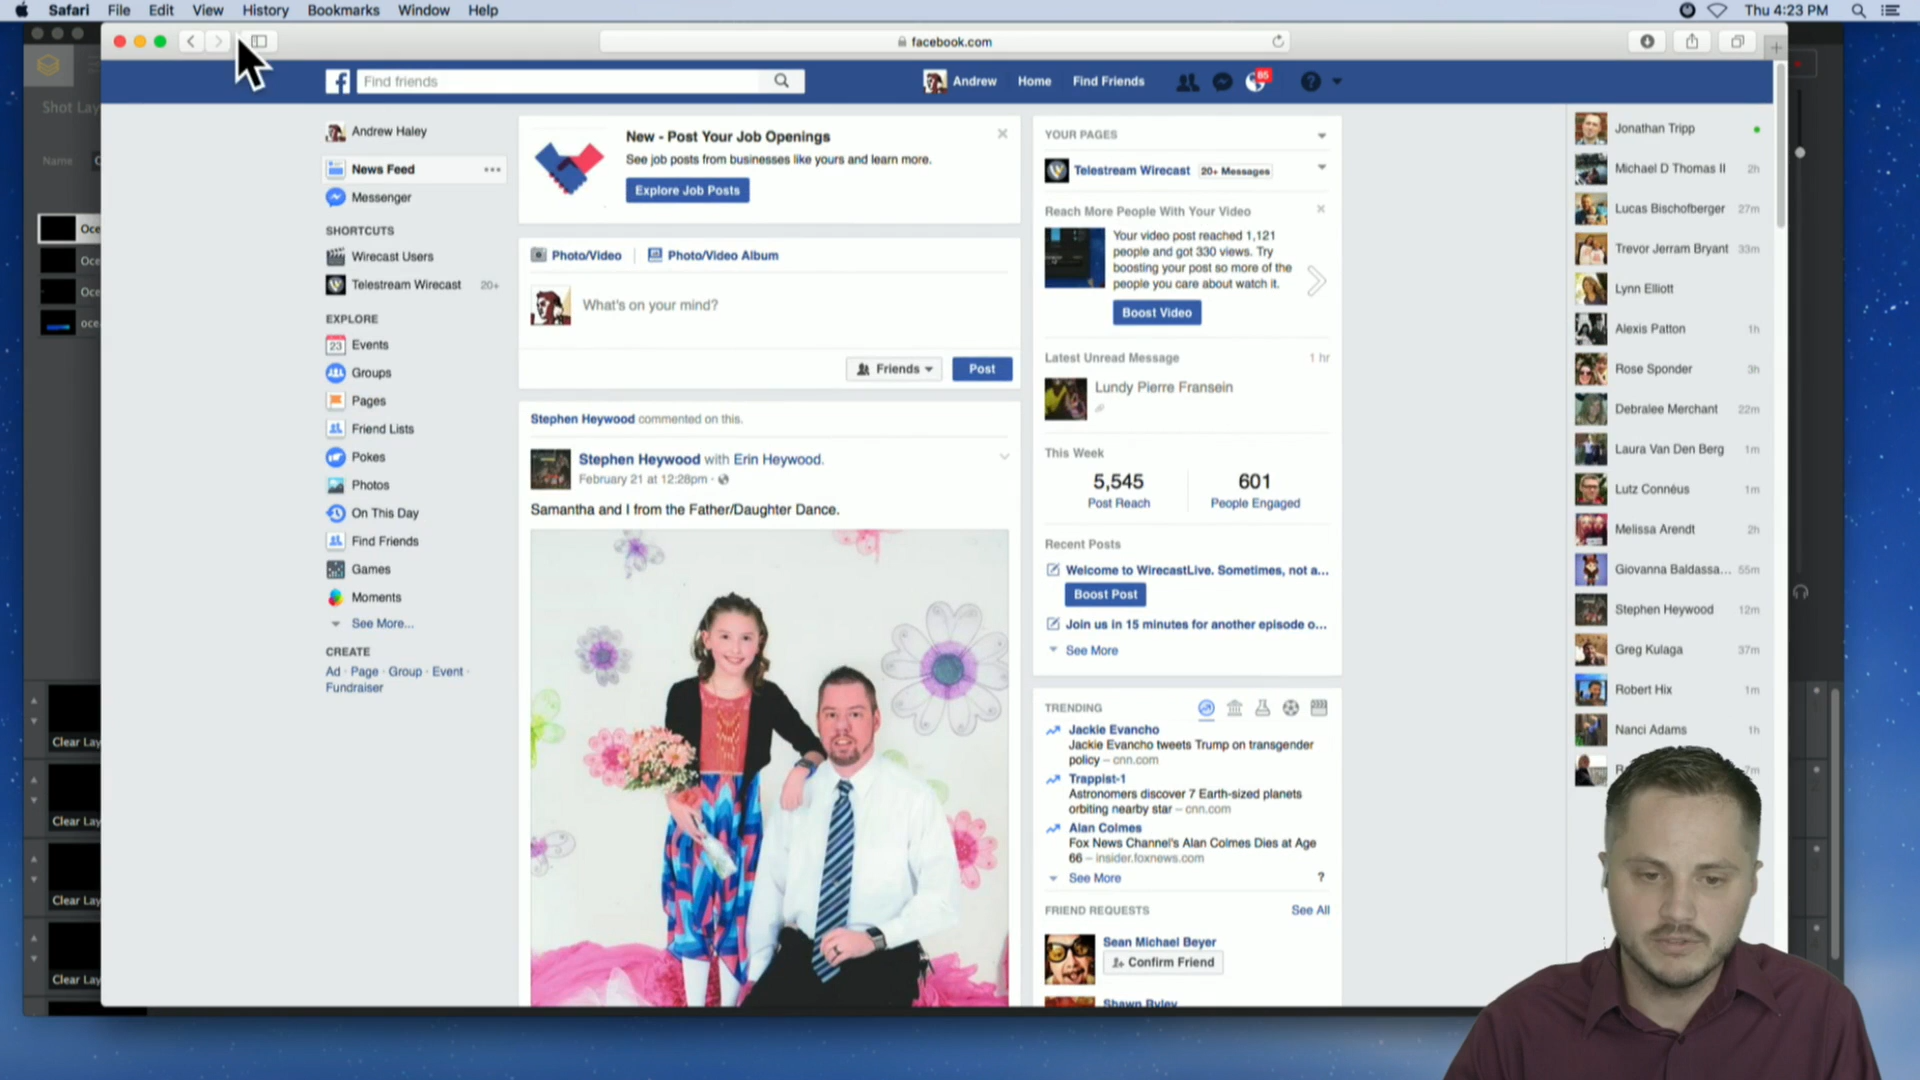 Safari File Edit View History Bookmarks Window Help
Thu 4:23 PM
facebook.com
Find friends
Andrew Home Find Friends
85
Shot Lay
Name
Oce
Oce
Oce
oce
Clear Lay
Clear Lay
Clear Lay
Clear Lay
Andrew Haley
News Feed
Messenger
SHORTCUTS
Wirecast Users
Telestream Wirecast 20+
EXPLORE
23 Events
Groups
Pages
Friend Lists
Pokes
Photos
On This Day
Find Friends
Games
Moments
See More...
CREATE
Ad · Page · Group · Event ·
Fundraiser
New - Post Your Job Openings
See job posts from businesses like yours and learn more.
Explore Job Posts
Photo/Video Photo/Video Album
What's on your mind?
Friends Post
Stephen Heywood commented on this.
Stephen Heywood with Erin Heywood.
February 21 at 12:28pm ·
Samantha and I from the Father/Daughter Dance.
YOUR PAGES
Telestream Wirecast 20+ Messages
Reach More People With Your Video
Your video post reached 1,121
people and got 330 views. Try
boosting your post so more of the
people you care about watch it.
Boost Video
Latest Unread Message 1 hr
Lundy Pierre Fransein
This Week
5,545 601
Post Reach People Engaged
Recent Posts
Welcome to WirecastLive. Sometimes, not a...
Boost Post
Join us in 15 minutes for another episode o...
See More
TRENDING
Jackie Evancho
Jackie Evancho tweets Trump on transgender
policy – cnn.com
Trappist-1
Astronomers discover 7 Earth-sized planets
orbiting nearby star – cnn.com
Alan Colmes
Fox News Channel's Alan Colmes Dies at Age
66 – insider.foxnews.com
See More ?
FRIEND REQUESTS See All
Sean Michael Beyer
Confirm Friend
Shawn Ryley
Jonathan Tripp
Michael D Thomas II 2h
Lucas Bischofberger 27m
Trevor Jerram Bryant 33m
Lynn Elliott
Alexis Patton 1h
Rose Sponder 3h
Debralee Merchant 22m
Laura Van Den Berg 1m
Lutz Connéus 1m
Melissa Arendt 2h
Giovanna Baldassa... 55m
Stephen Heywood 12m
Greg Kulaga 37m
Robert Hix 1m
Nanci Adams 1h